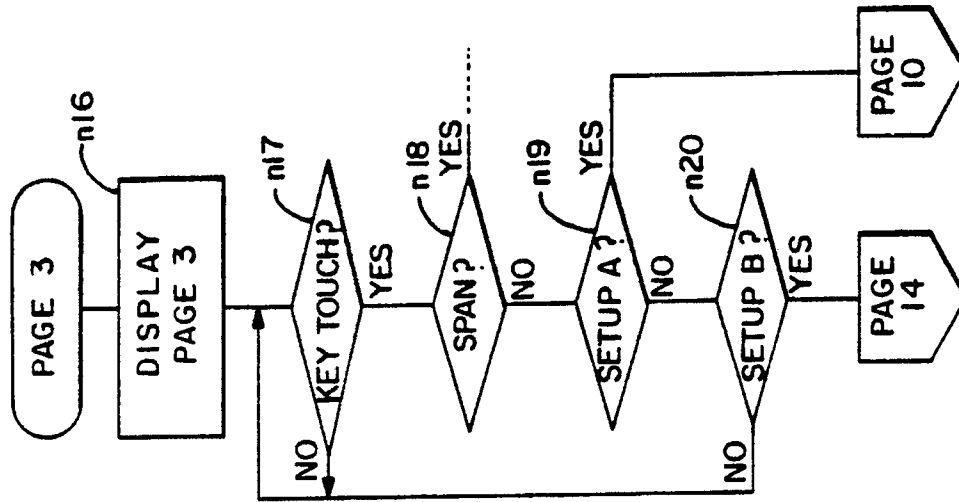 PAGE 3
n16
DISPLAY
PAGE 3
n17
KEY TOUCH?
NO
YES
n18
SPAN?
YES
NO
n19
SETUP A?
YES
NO
n20
SETUP B?
NO
YES
PAGE
14
PAGE
10